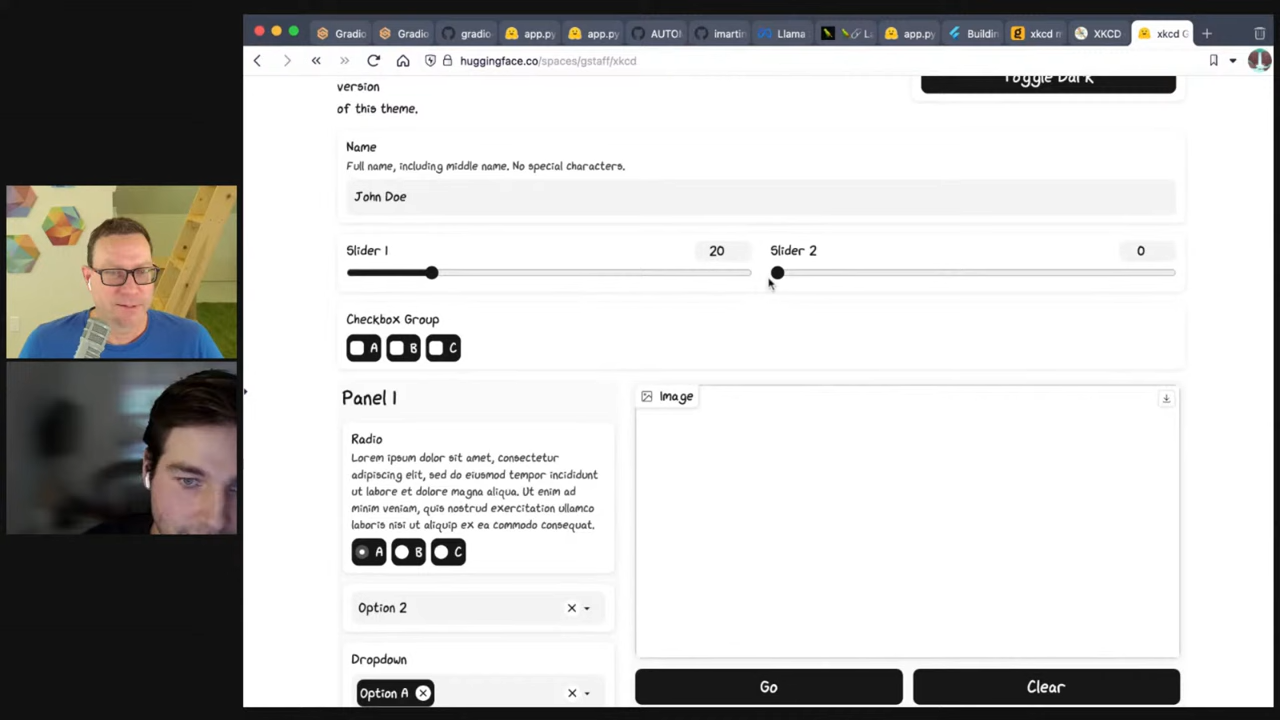 Gradio
Gradio
gradio
app.py
app.py
AUTO
imartin
Llama
app.py
Buildin
xkcd m
XKCD
xkcd G
huggingface.co/spaces/gstaff/xkcd
version
of this theme.
Toggle Dark
Name
Full name, including middle name. No special characters.
John Doe
Slider 1
20
Slider 2
0
Checkbox Group
A
B
C
Panel 1
Radio
Lorem ipsum dolor sit amet, consectetur
adipiscing elit, sed do eiusmod tempor incididunt
ut labore et dolore magna aliqua. Ut enim ad
minim veniam, quis nostrud exercitation ullamco
laboris nisi ut aliquip ex ea commodo consequat.
A
B
C
Option 2
Dropdown
Option A
Image
Go
Clear